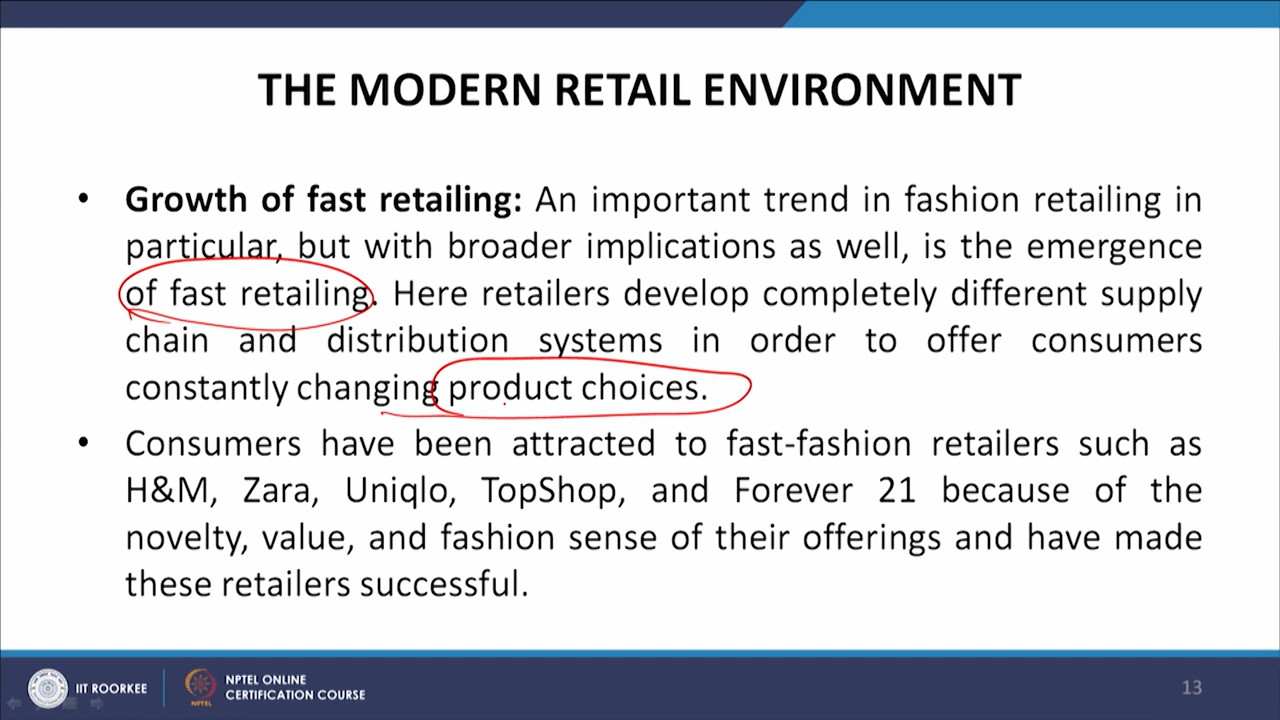 THE MODERN RETAIL ENVIRONMENT
• Growth of fast retailing: An important trend in fashion retailing in
particular, but with broader implications as well, is the emergence
of fast retailing. Here retailers develop completely different supply
chain and distribution systems in order to offer consumers
constantly changing product choices.
• Consumers have been attracted to fast-fashion retailers such as
H&M, Zara, Uniqlo, TopShop, and Forever 21 because of the
novelty, value, and fashion sense of their offerings and have made
these retailers successful.
IIT ROORKEE
NPTEL
NPTEL ONLINE
CERTIFICATION COURSE
13